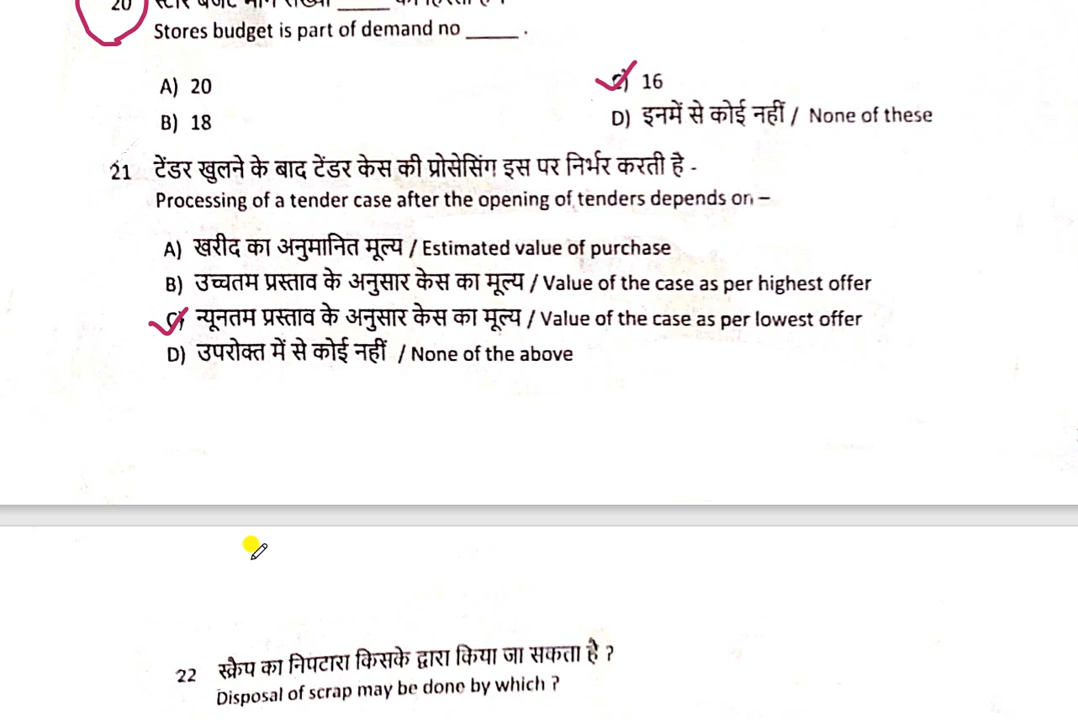 20
Stores budget is part of demand no _____ .
A) 20
16
B) 18
D) इनमें से कोई नहीं / None of these
21 टेंडर खुलने के बाद टेंडर केस की प्रोसेसिंग इस पर निर्भर करती है -
Processing of a tender case after the opening of tenders depends on –
A) खरीद का अनुमानित मूल्य / Estimated value of purchase
B) उच्चतम प्रस्ताव के अनुसार केस का मूल्य / Value of the case as per highest offer
C) न्यूनतम प्रस्ताव के अनुसार केस का मूल्य / Value of the case as per lowest offer
D) उपरोक्त में से कोई नहीं / None of the above
22 स्क्रैप का निपटारा किसके द्वारा किया जा सकता है ?
Disposal of scrap may be done by which ?